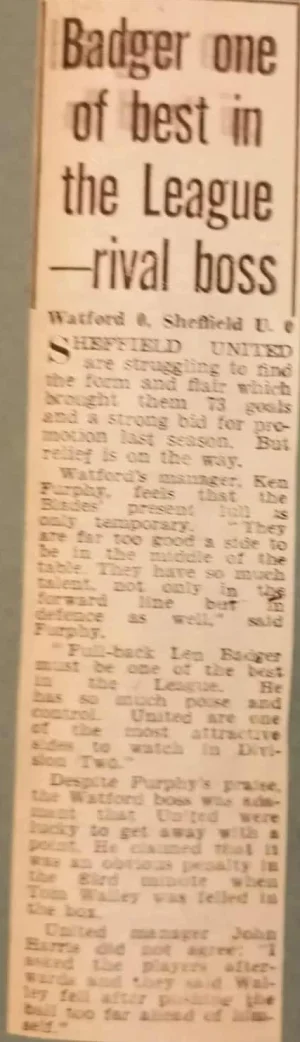 Badger one
of best in
the League
—rival boss
Watford 0, Sheffield U. 0
SHEFFIELD UNITED
are struggling to find
the form and flair which
brought them 73 goals
and a strong bid for pro-
motion last season. But
relief is on the way.
Watford's manager, Ken
Furphy, feels that the
Blades' present lull is
only temporary. "They
are far too good a side to
be in the middle of the
table. They have so much
talent, not only in the
forward line but in
defence as well," said
Furphy.
"Full-back Len Badger
must be one of the best
in the League. He
has so much poise and
control. United are one
of the most attractive
sides to watch in Divi-
sion Two."
Despite Furphy's praise,
the Watford boss was ada-
ment that United were
lucky to get away with a
point. He claimed that it
was an obvious penalty in
the 83rd minute when
Tom Walley was felled in
the box.
United manager John
Harris did not agree: "I
asked the players after-
wards and they said Wal-
ley fell after pushing the
ball too far ahead of him-
self."